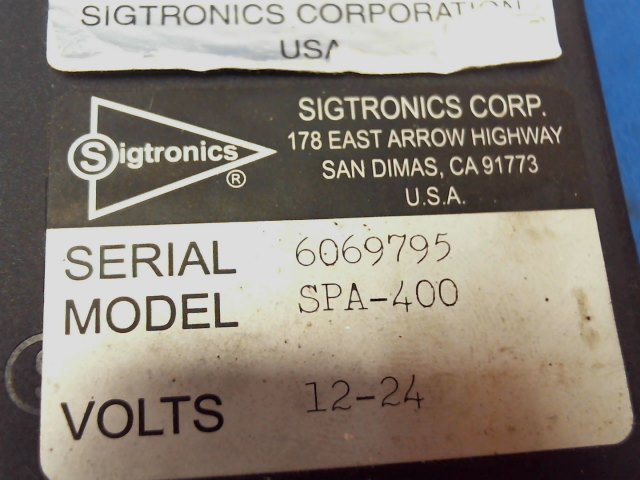 SIGTRONICS CORPORATION
USA
Sigtronics ®
SIGTRONICS CORP.
178 EAST ARROW HIGHWAY
SAN DIMAS, CA 91773
U.S.A.
SERIAL 6069795
MODEL SPA-400
VOLTS 12-24